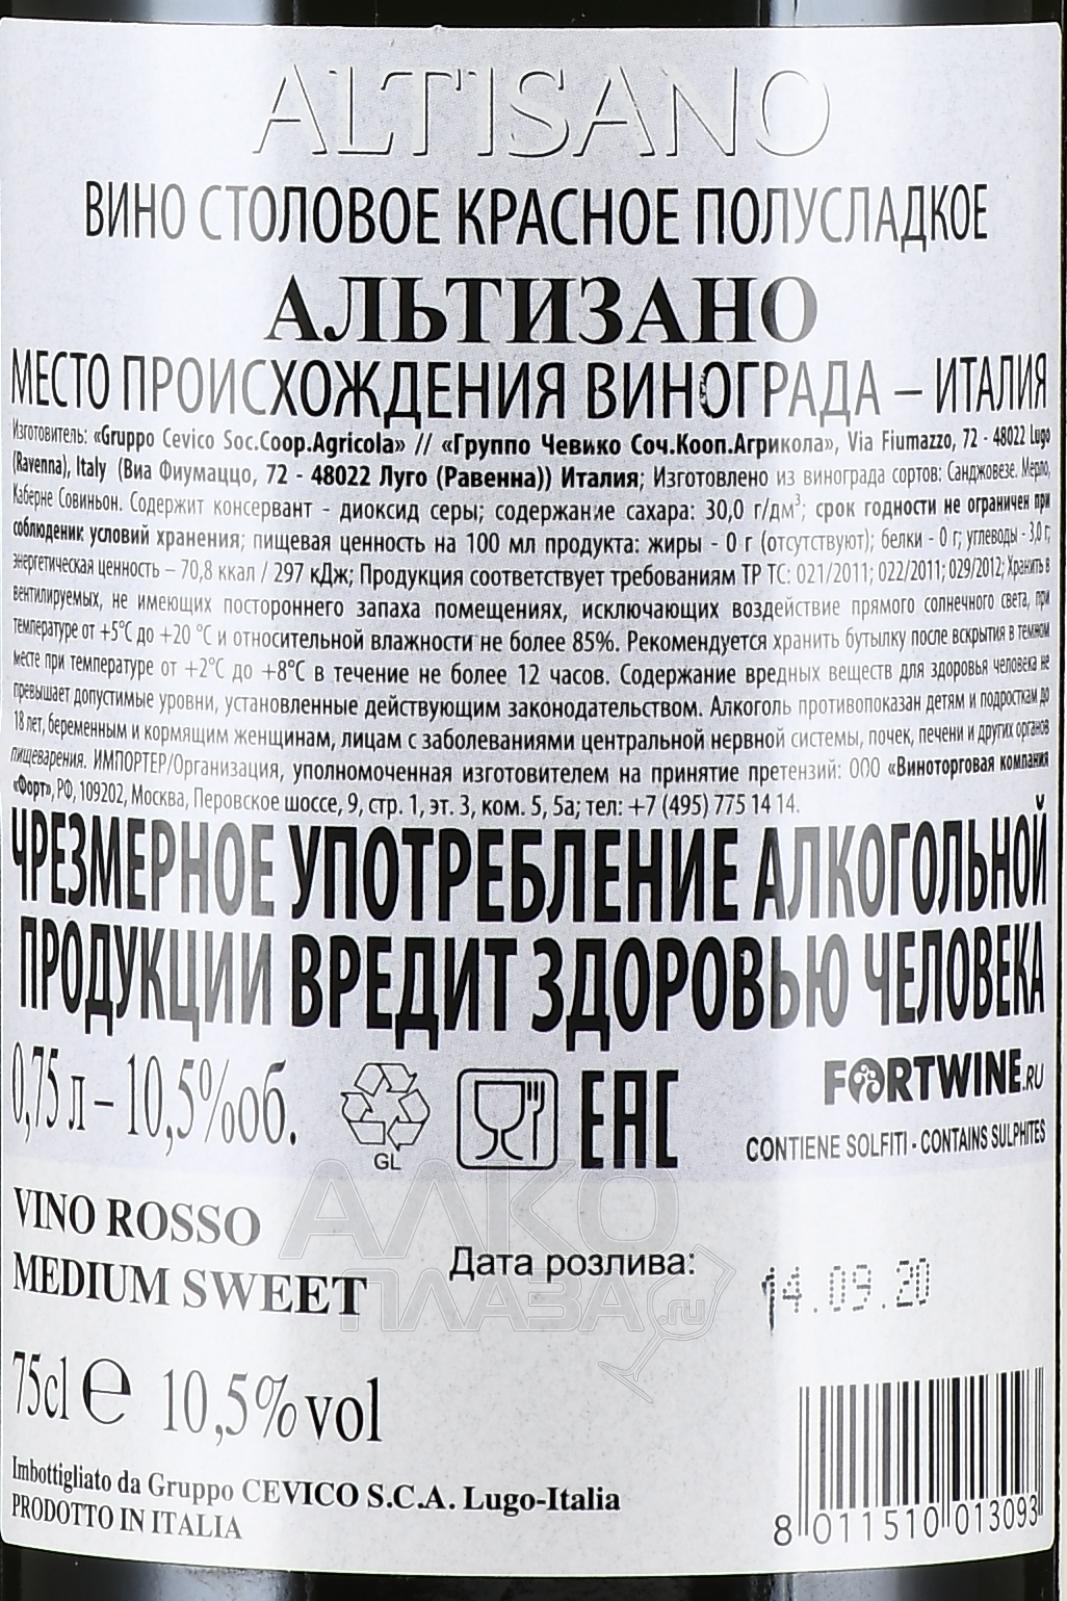 ALTISANO
ВИНО СТОЛОВОЕ КРАСНОЕ ПОЛУСЛАДКОЕ
АЛЬТИЗАНО
МЕСТО ПРОИСХОЖДЕНИЯ ВИНОГРАДА – ИТАЛИЯ
Изготовитель: «Gruppo Cevico Soc.Coop.Agricola» // «Группо Чевико Соч.Кооп.Агрикола», Via Fiumazzo, 72 - 48022 Lugo
(Ravenna), Italy (Виа Фиумаццо, 72 - 48022 Луго (Равенна)) Италия; Изготовлено из винограда сортов: Санджовезе. Мерло,
Каберне Совиньон. Содержит консервант - диоксид серы; содержание сахара: 30,0 г/дм³; срок годности не ограничен при
соблюдении условий хранения; пищевая ценность на 100 мл продукта: жиры - 0 г (отсутствуют); белки - 0 г; углеводы - 3,0 г;
энергетическая ценность – 70,8 ккал / 297 кДж; Продукция соответствует требованиям ТР ТС: 021/2011; 022/2011; 029/2012; Хранить в
вентилируемых, не имеющих постороннего запаха помещениях, исключающих воздействие прямого солнечного света, при
температуре от +5°С до +20 °С и относительной влажности не более 85%. Рекомендуется хранить бутылку после вскрытия в темном
месте при температуре от +2°С до +8°С в течение не более 12 часов. Содержание вредных веществ для здоровья человека не
превышает допустимые уровни, установленные действующим законодательством. Алкоголь противопоказан детям и подросткам до
18 лет, беременным и кормящим женщинам, лицам с заболеваниями центральной нервной системы, почек, печени и других органов
пищеварения. ИМПОРТЕР/Организация, уполномоченная изготовителем на принятие претензий: ООО «Виноторговая компания
«Форт», РФ, 109202, Москва, Перовское шоссе, 9, стр. 1, эт. 3, ком. 5, 5а; тел: +7 (495) 775 14 14.
ЧРЕЗМЕРНОЕ УПОТРЕБЛЕНИЕ АЛКОГОЛЬНОЙ
ПРОДУКЦИИ ВРЕДИТ ЗДОРОВЬЮ ЧЕЛОВЕКА
0,75 л – 10,5%об.
GL
EAC
FORTWINE.RU
CONTIENE SOLFITI - CONTAINS SULPHITES
VINO ROSSO
MEDIUM SWEET
АЛКО
ПЛАЗА.ru
Дата розлива:
14.09.20
75cl e 10,5%vol
Imbottigliato da Gruppo CEVICO S.C.A. Lugo-Italia
PRODOTTO IN ITALIA
8 011510 013093